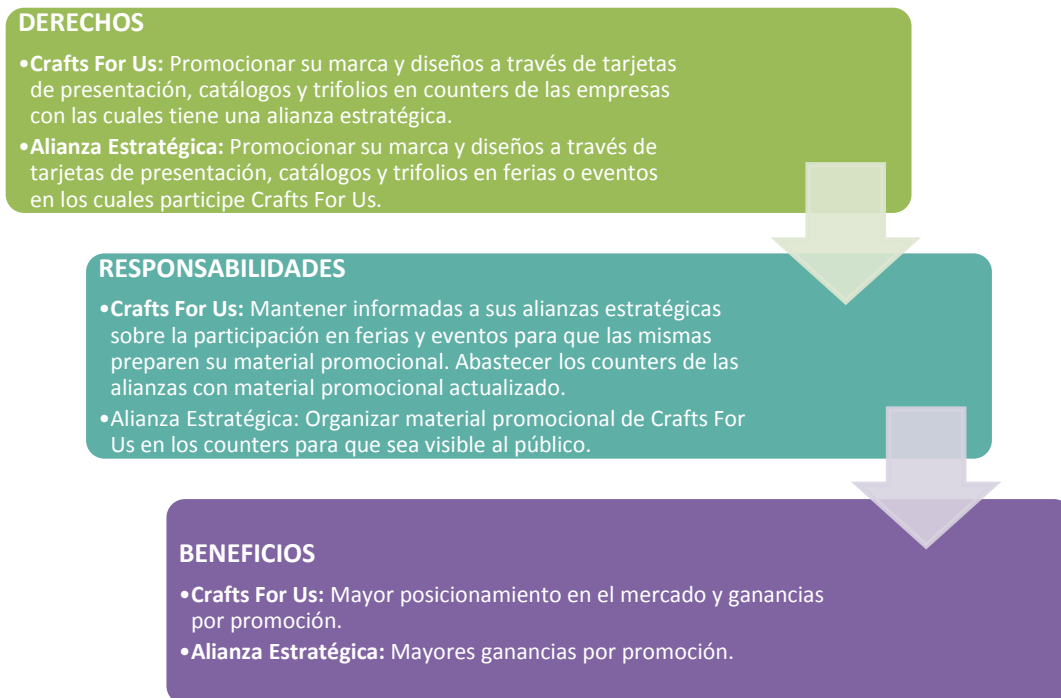 DERECHOS
•Crafts For Us: Promocionar su marca y diseños a través de tarjetas
de presentación, catálogos y trifolios en counters de las empresas
con las cuales tiene una alianza estratégica.
•Alianza Estratégica: Promocionar su marca y diseños a través de
tarjetas de presentación, catálogos y trifolios en ferias o eventos
en los cuales participe Crafts For Us.
RESPONSABILIDADES
•Crafts For Us: Mantener informadas a sus alianzas estratégicas
sobre la participación en ferias y eventos para que las mismas
preparen su material promocional. Abastecer los counters de las
alianzas con material promocional actualizado.
•Alianza Estratégica: Organizar material promocional de Crafts For
Us en los counters para que sea visible al público.
BENEFICIOS
•Crafts For Us: Mayor posicionamiento en el mercado y ganancias
por promoción.
•Alianza Estratégica: Mayores ganancias por promoción.